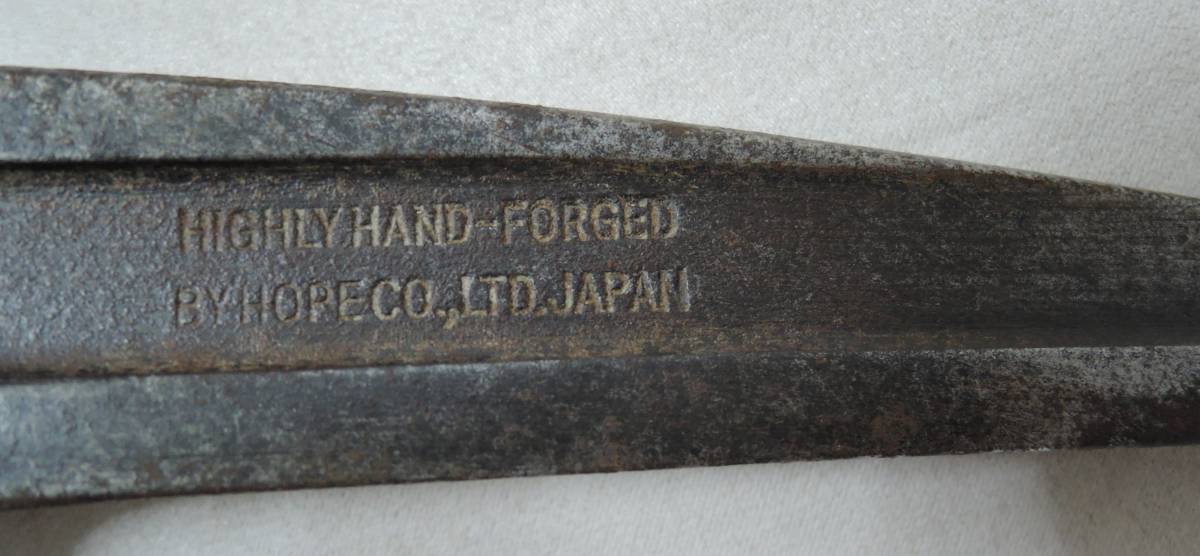 HIGHLY HAND-FORGED
BY HOPE CO.,LTD.JAPAN